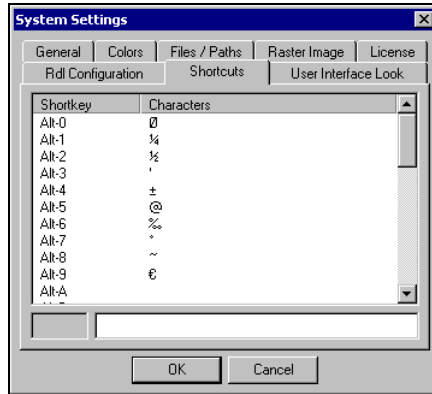 System Settings
General Colors Files / Paths Raster Image License
Rdl Configuration Shortcuts User Interface Look
Shortkey Characters
Alt-0 Ø
Alt-1 ¼
Alt-2 ½
Alt-3 '
Alt-4 ±
Alt-5 @
Alt-6 ‰
Alt-7 °
Alt-8 ~
Alt-9 €
Alt-A
OK Cancel